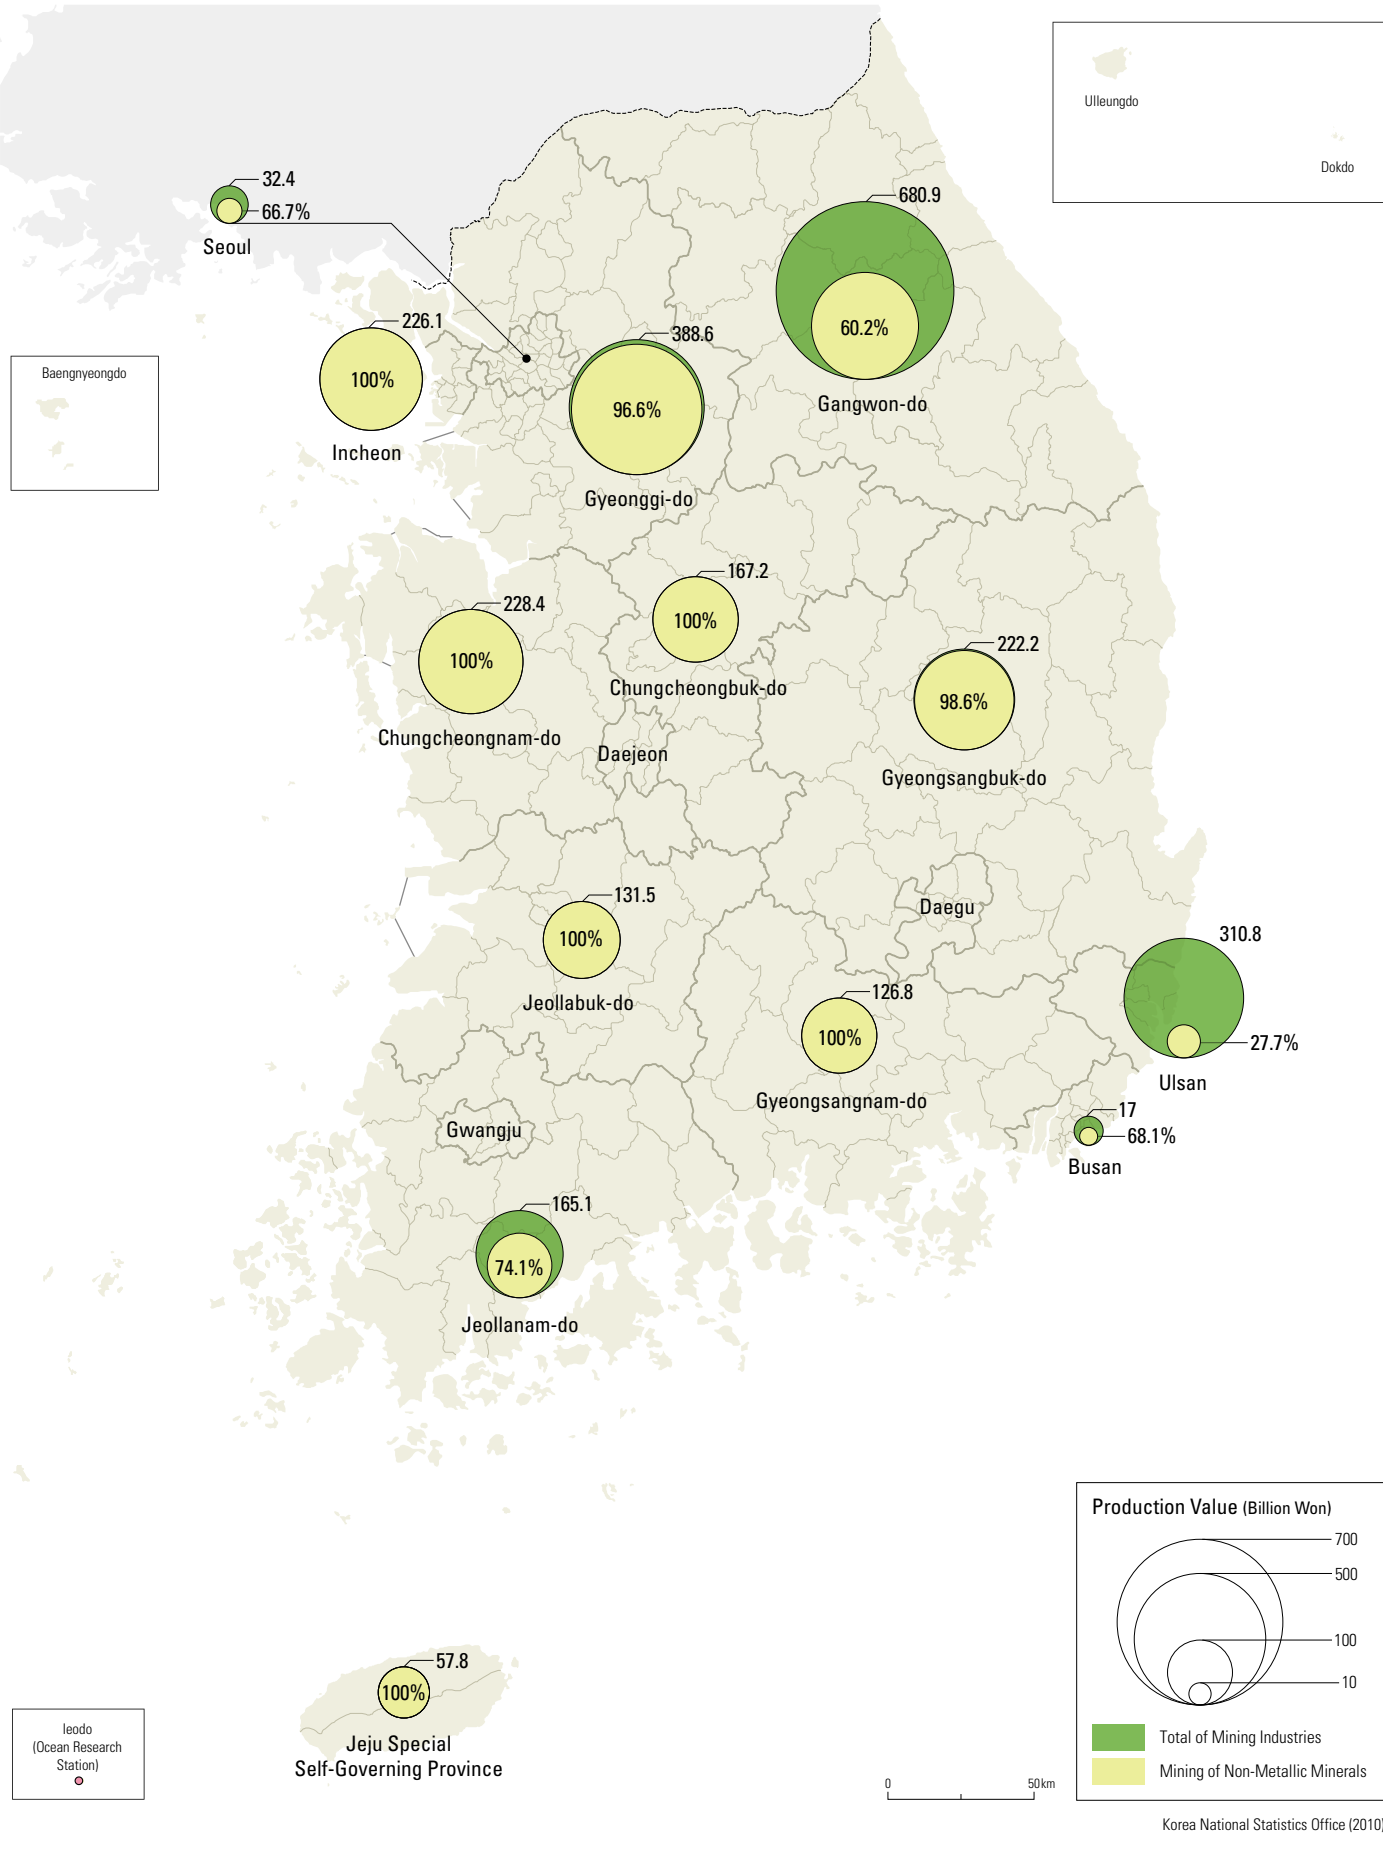 Ulleungdo
Dokdo
32.4
66.7%
Seoul
680.9
60.2%
Gangwon-do
226.1
100%
Incheon
388.6
96.6%
Gyeonggi-do
Baengnyeongdo
167.2
100%
Chungcheongbuk-do
228.4
100%
Chungcheongnam-do
222.2
98.6%
Gyeongsangbuk-do
Daejeon
131.5
100%
Jeollabuk-do
Daegu
310.8
27.7%
Ulsan
126.8
100%
Gyeongsangnam-do
17
68.1%
Busan
Gwangju
165.1
74.1%
Jeollanam-do
57.8
100%
Jeju Special
Self-Governing Province
Ieodo
(Ocean Research
Station)
0
50km
Production Value (Billion Won)
700
500
100
10
Total of Mining Industries
Mining of Non-Metallic Minerals
Korea National Statistics Office (2010)